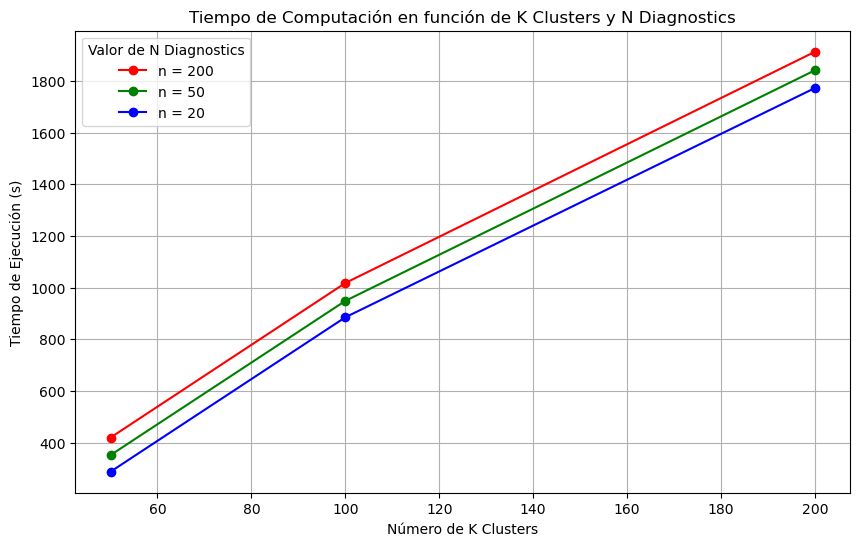 Tiempo de Computación en función de K Clusters y N Diagnostics
Valor de N Diagnostics
n = 200
n = 50
n = 20
Tiempo de Ejecución (s)
1800
1600
1400
1200
1000
800
600
400
60 80 100 120 140 160 180 200
Número de K Clusters